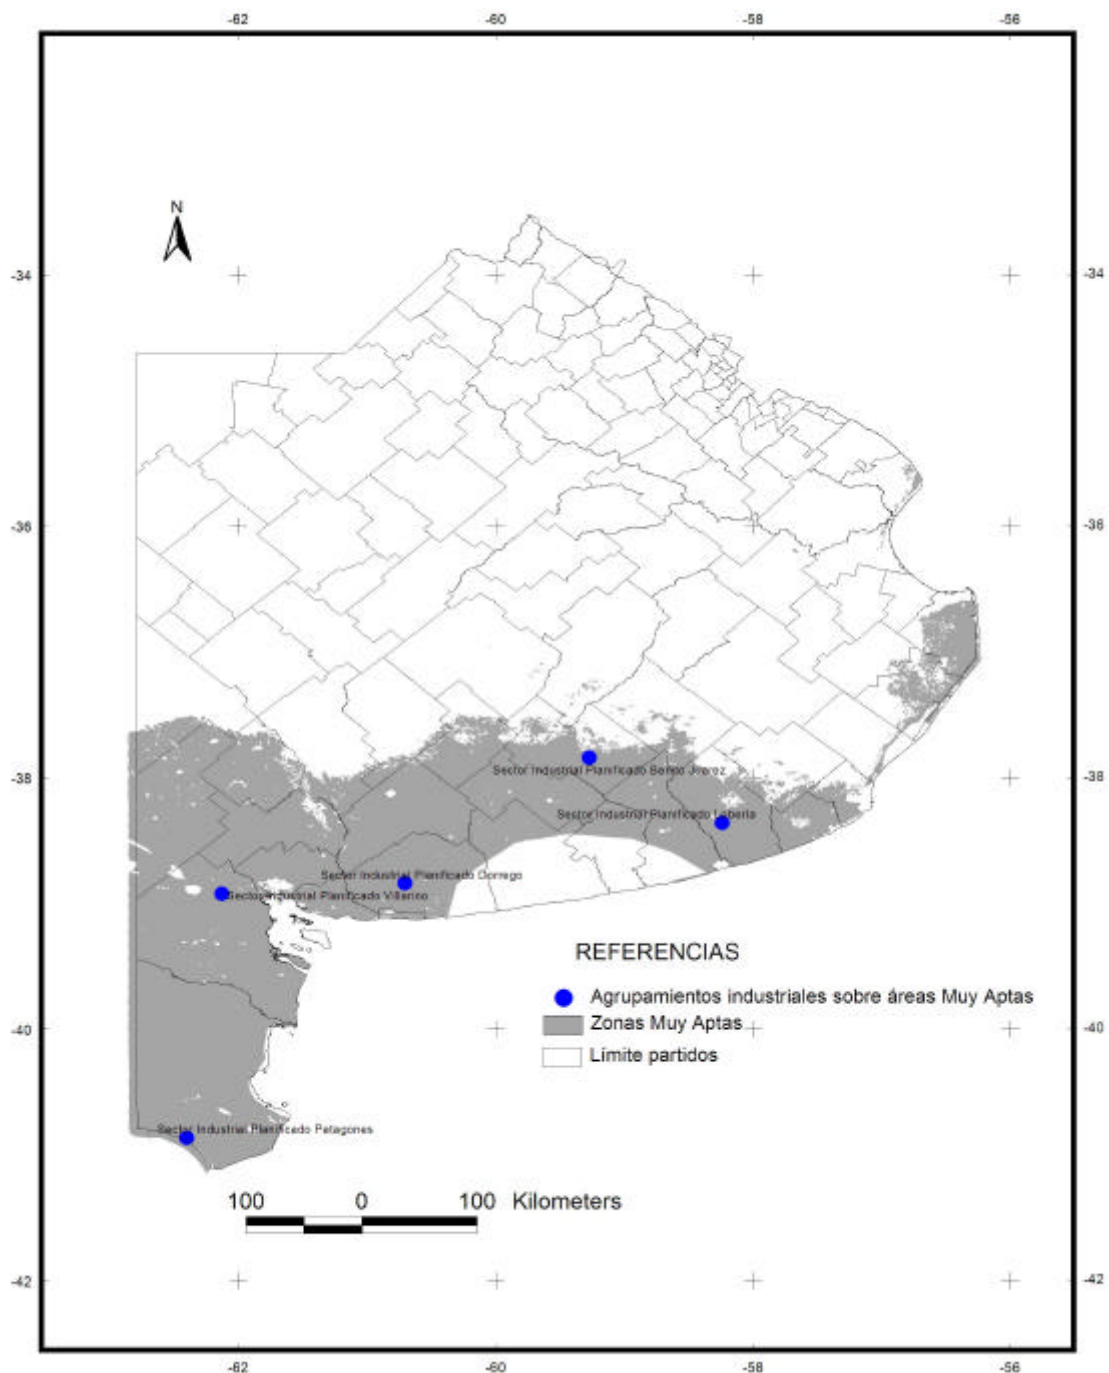 -62 -60 -58 -56
N
-34 -34
-36 -36
-38 -38
Sector Industrial Planificado Benito Jrarez
Sector Industrial Planificado Loberia
Sector Industrial Planificado Dorrego
Sector Industrial Planificado Villarino
REFERENCIAS
Agrupamientos industriales sobre áreas Muy Aptas
Zonas Muy Aptas
Límite partidos
-40 -40
Sector Industrial Planificado Patagones
100 0 100 Kilometers
-42 -42
-62 -60 -58 -56